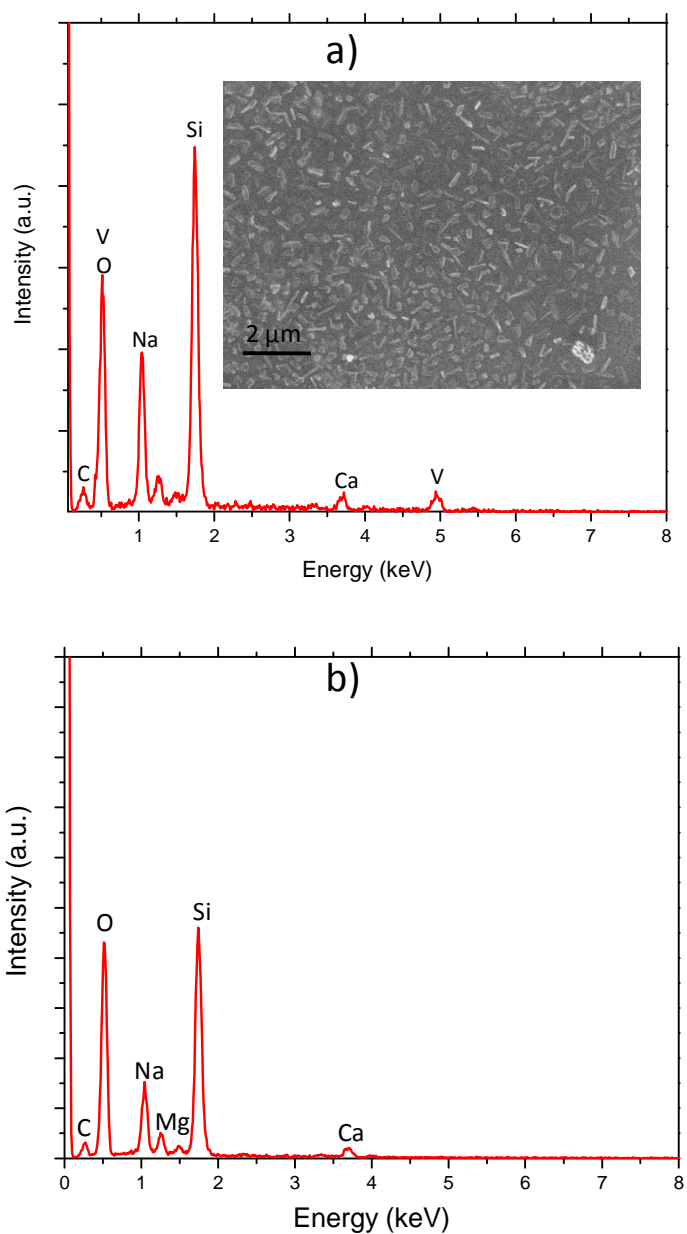 a)
Si
V
O
Na
2 μm
C
Ca
V
Intensity (a.u.)
1 2 3 4 5 6 7 8
Energy (keV)
b)
O
Si
Na
Mg
C
Ca
Intensity (a.u.)
0 1 2 3 4 5 6 7 8
Energy (keV)